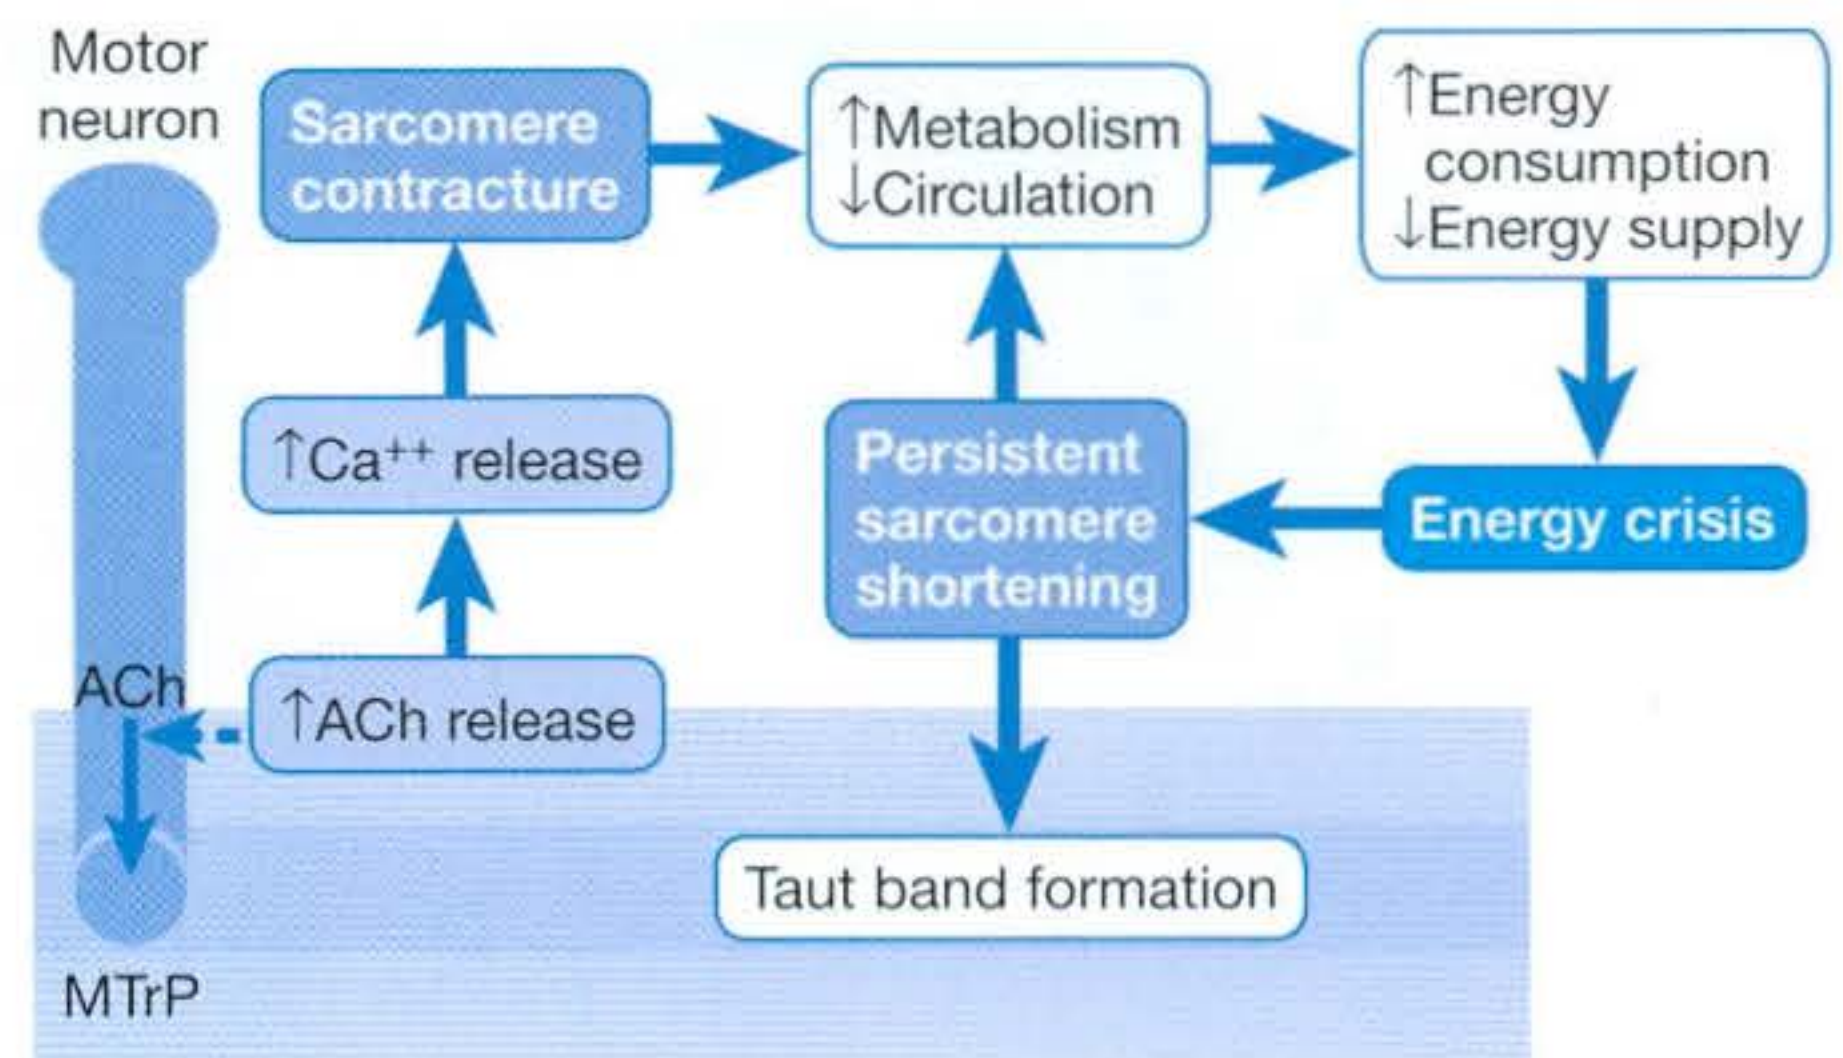 Motor
neuron
Sarcomere
contracture
↑Metabolism
↓Circulation
↑Energy
consumption
↓Energy supply
↑Ca⁺⁺ release
Persistent
sarcomere
shortening
Energy crisis
ACh
↑ACh release
Taut band formation
MTrP